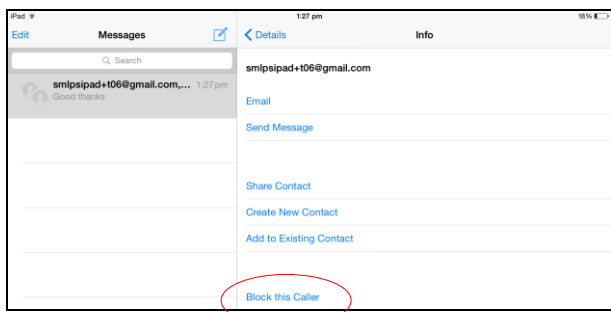 iPad 1:27 pm 18%
Edit Messages
Search
smlpsipad+t06@gmail.com,... 1:27 pm
Good thanks
Details Info
smlpsipad+t06@gmail.com
Email
Send Message
Share Contact
Create New Contact
Add to Existing Contact
Block this Caller